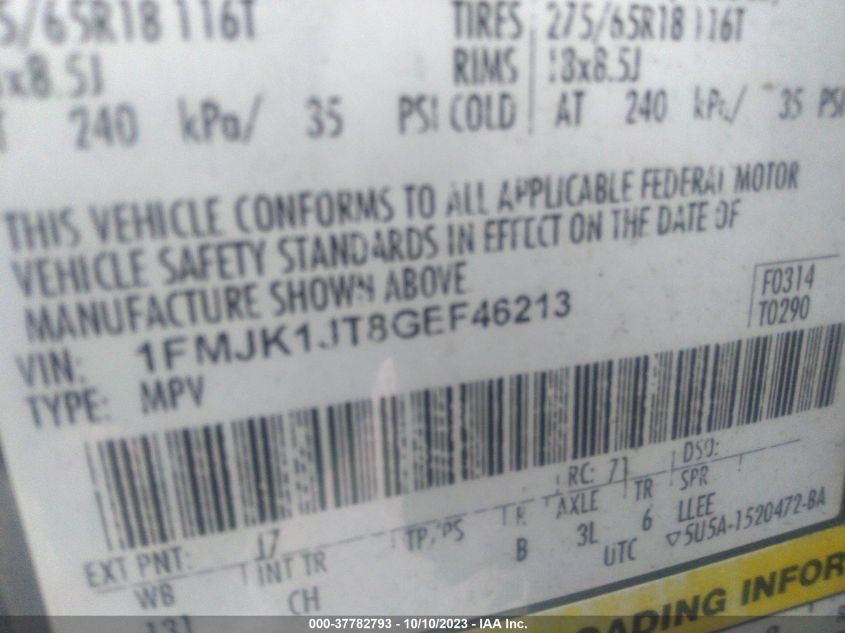 5/65R18 116T TIRES 275/65R18 116T
x8.5J RIMS 18x8.5J
240 kPa/ 35 PSI COLD AT 240 kPa/ 35 PSI
THIS VEHICLE CONFORMS TO ALL APPLICABLE FEDERAL MOTOR
VEHICLE SAFETY STANDARDS IN EFFECT ON THE DATE OF
MANUFACTURE SHOWN ABOVE
F0314
VIN: 1FMJK1JT8GEF46213
T0290
TYPE: MPV
RC: 71 DSO:
EXT PNT: J7
AXLE TR SPR
WB INT TR TP/PS R 3L 6 LLEE
131 CH B UTC ▽5U5A-1520472-BA
OADING INFOR
000-37782793 - 10/10/2023 - IAA Inc.